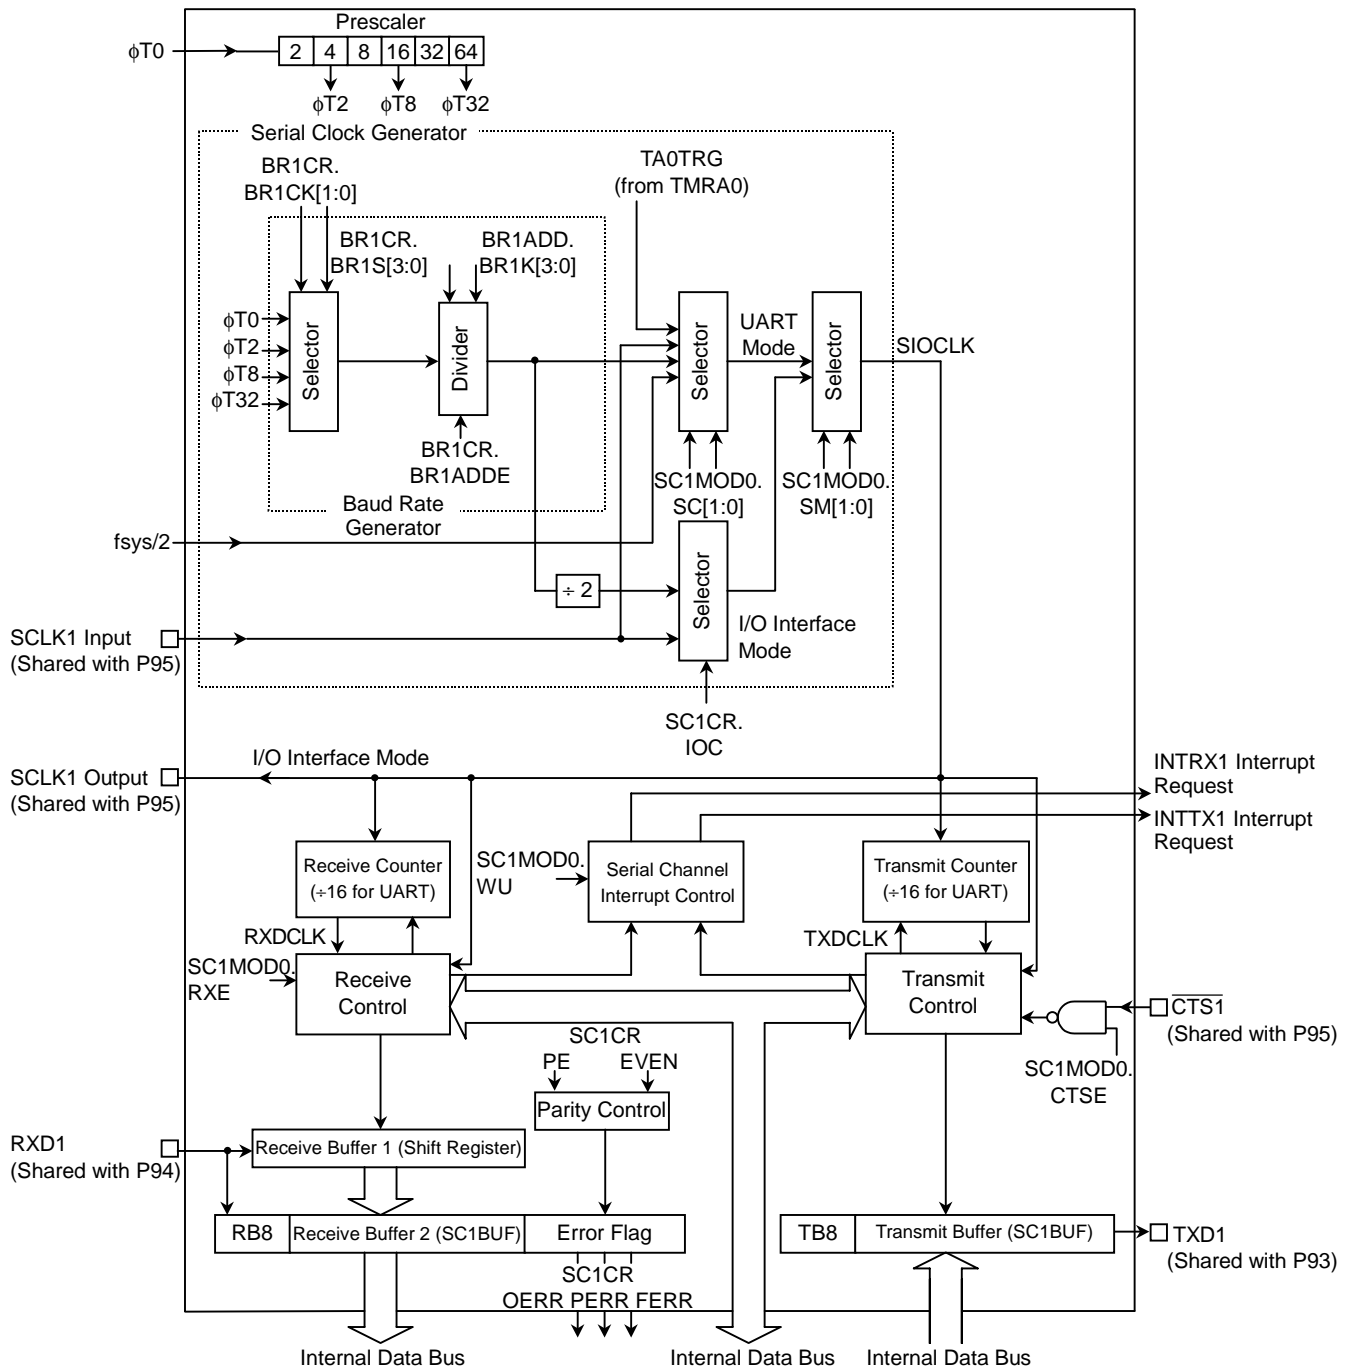 Prescaler
ϕT0
2 4 8 16 32 64
ϕT2 ϕT8 ϕT32
Serial Clock Generator
BR1CR.
BR1CK[1:0]
TA0TRG
(from TMRA0)
BR1CR.
BR1S[3:0]
BR1ADD.
BR1K[3:0]
ϕT0
ϕT2
ϕT8
ϕT32
Selector
Divider
Selector
UART
Mode
Selector
SIOCLK
BR1CR.
BR1ADDE
SC1MOD0.
SC[1:0]
SC1MOD0.
SM[1:0]
Baud Rate
Generator
fsys/2
÷ 2
Selector
I/O Interface
Mode
SCLK1 Input
(Shared with P95)
SC1CR.
IOC
I/O Interface Mode
SCLK1 Output
(Shared with P95)
INTRX1 Interrupt
Request
INTTX1 Interrupt
Request
Receive Counter
(÷16 for UART)
SC1MOD0.
WU
Serial Channel
Interrupt Control
Transmit Counter
(÷16 for UART)
RXDCLK
TXDCLK
SC1MOD0.
RXE
Receive
Control
Transmit
Control
CTS1
(Shared with P95)
SC1MOD0.
CTSE
SC1CR
PE EVEN
Parity Control
RXD1
(Shared with P94)
Receive Buffer 1 (Shift Register)
RB8
Receive Buffer 2 (SC1BUF)
Error Flag
TB8
Transmit Buffer (SC1BUF)
TXD1
(Shared with P93)
SC1CR
OERR PERR FERR
Internal Data Bus
Internal Data Bus
Internal Data Bus